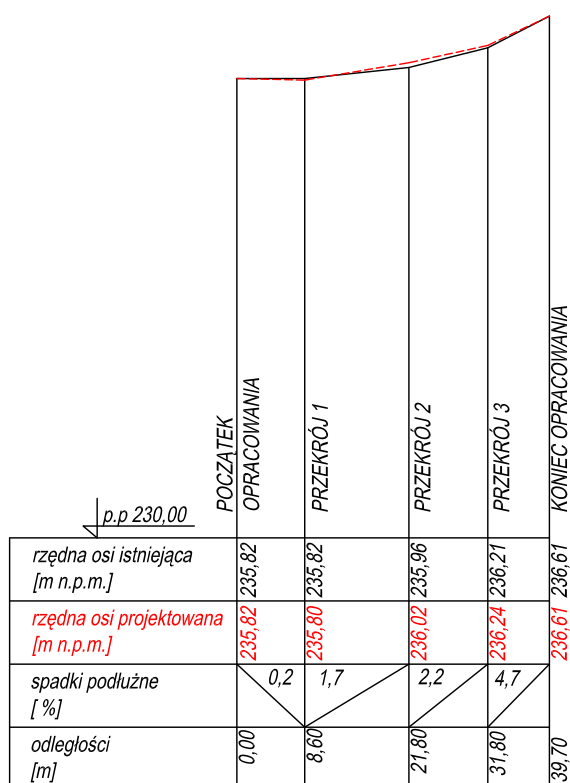 POCZĄTEK
OPRACOWANIA
PRZEKRÓJ 1
PRZEKRÓJ 2
PRZEKRÓJ 3
KONIEC OPRACOWANIA
p.p 230,00
rzędna osi istniejąca
[m n.p.m.]
235,82 235,82 235,96 236,21 236,61
rzędna osi projektowana
[m n.p.m.]
235,82 235,80 236,02 236,24 236,61
spadki podłużne
[ %]
0,2 1,7 2,2 4,7
odległości
[m]
0,00 8,60 21,80 31,80 39,70